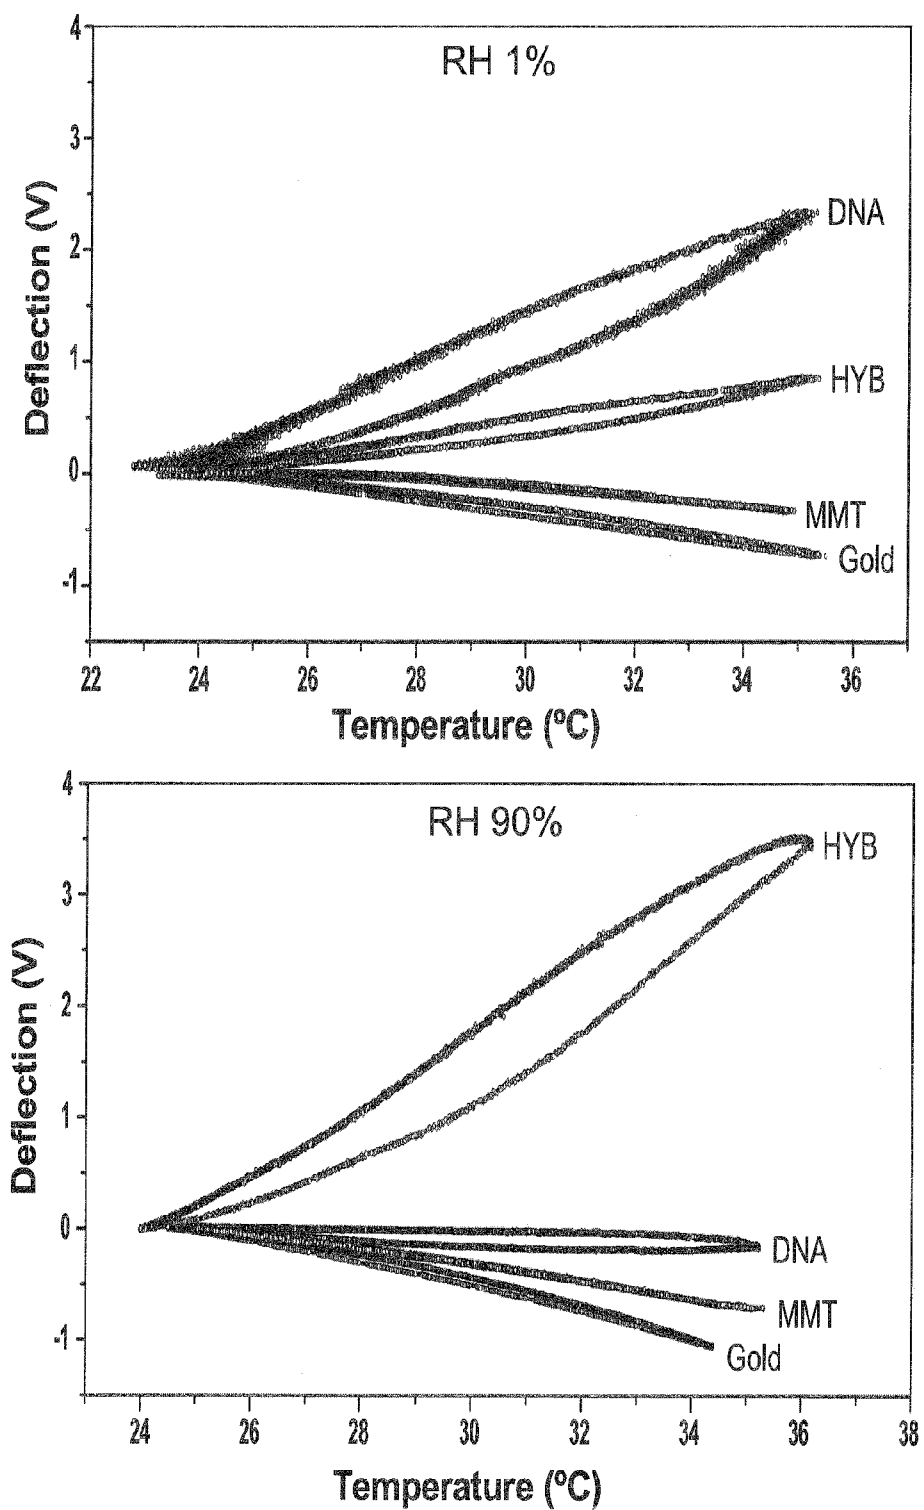 RH 1%
4
3
2
1
0
-1
Deflection (V)
DNA
HYB
MMT
Gold
22 24 26 28 30 32 34 36
Temperature (ºC)
RH 90%
4
3
2
1
0
-1
Deflection (V)
HYB
DNA
MMT
Gold
24 26 28 30 32 34 36 38
Temperature (ºC)